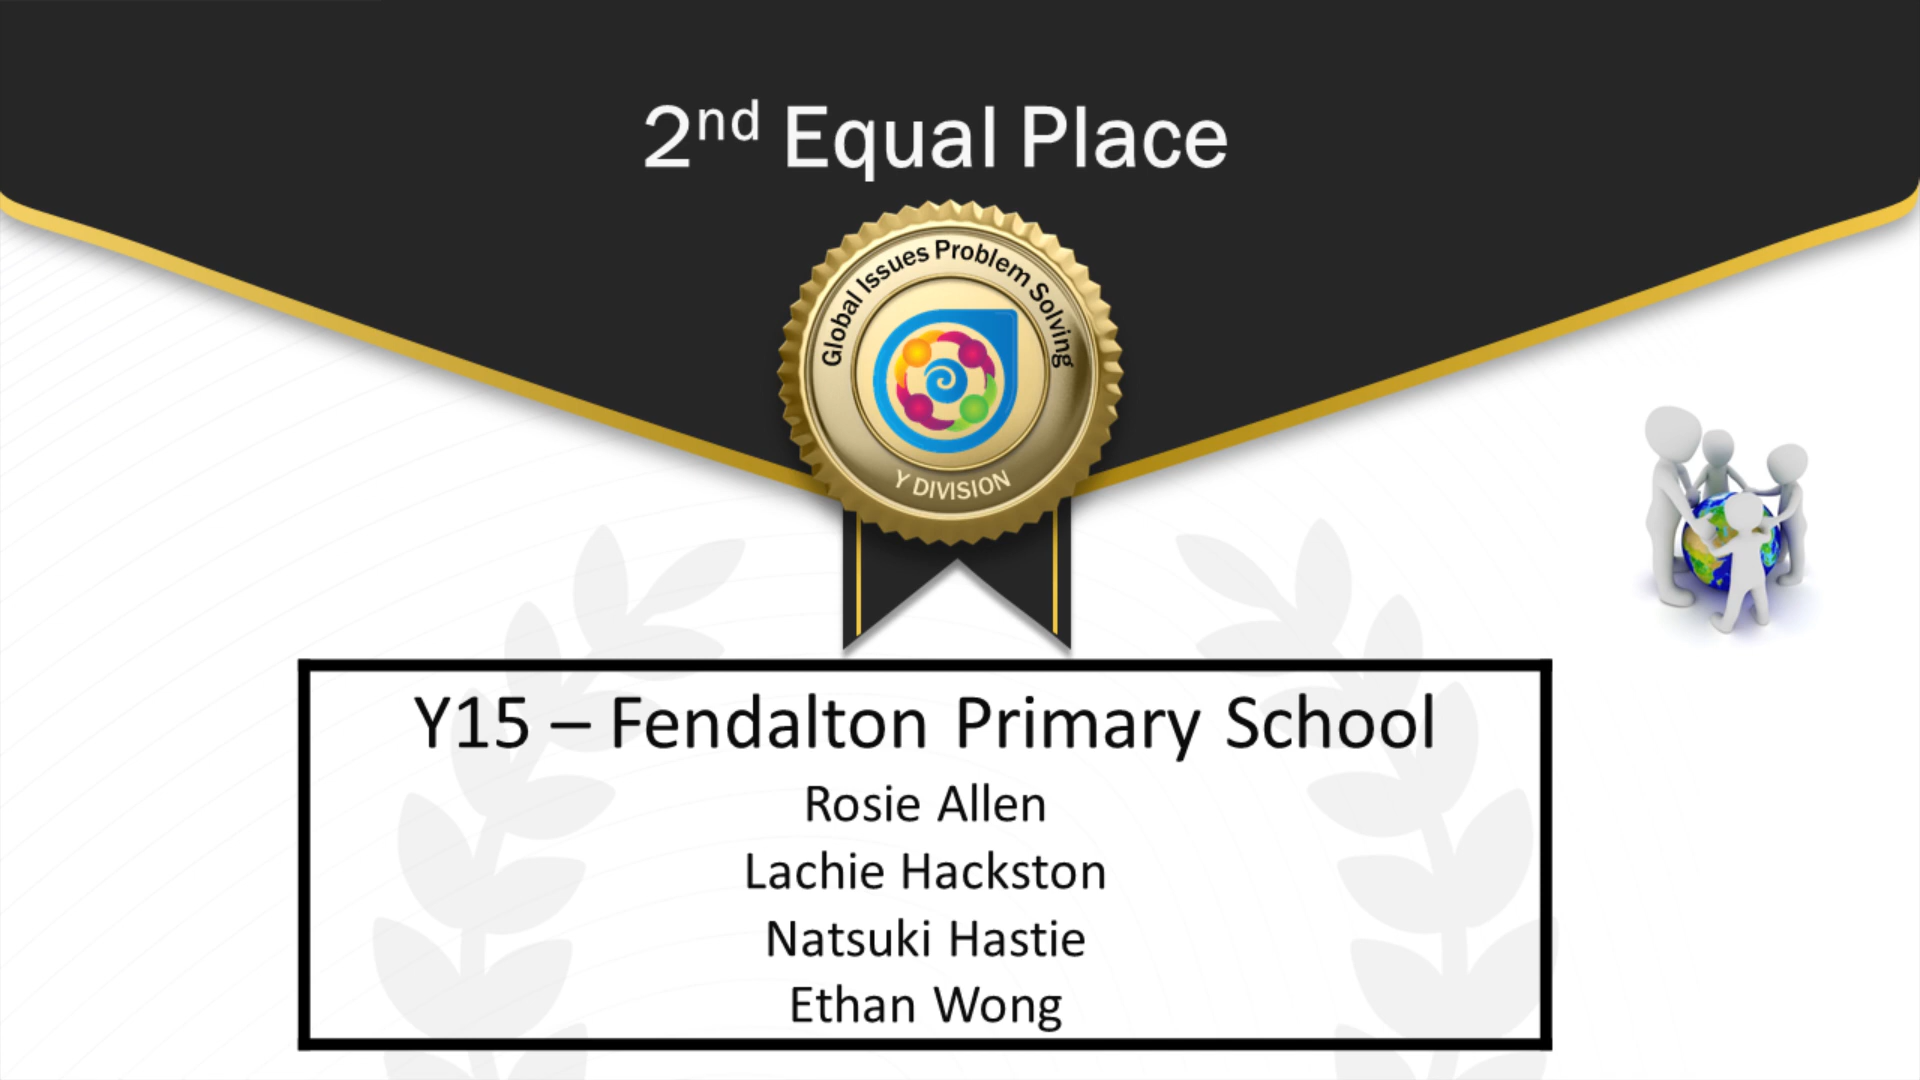 2nd Equal Place
Global Issues Problem Solving
Y DIVISION
Y15 – Fendalton Primary School
Rosie Allen
Lachie Hackston
Natsuki Hastie
Ethan Wong